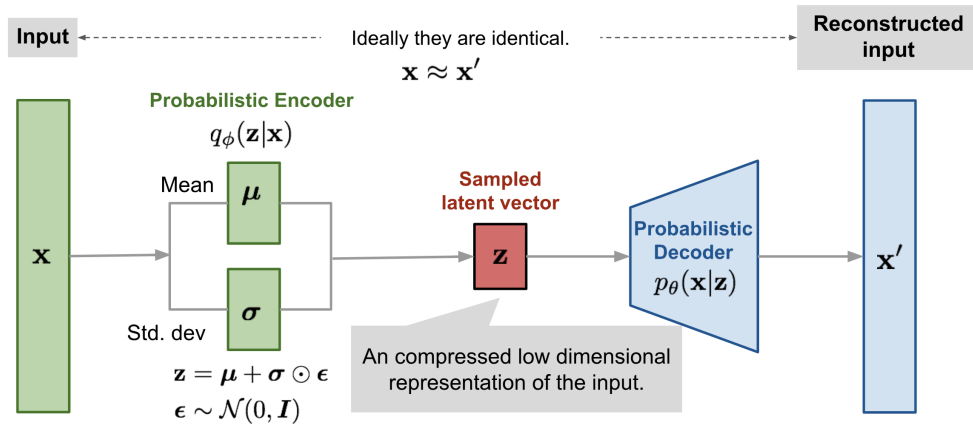 Input
Ideally they are identical.
x ≈ x′
Reconstructed
input
Probabilistic Encoder
qϕ(z|x)
Mean
μ
x
Std. dev
σ
z = μ + σ ⊙ ϵ
ϵ ∼ 𝒩(0, I)
Sampled
latent vector
z
An compressed low dimensional
representation of the input.
Probabilistic
Decoder
pθ(x|z)
x′